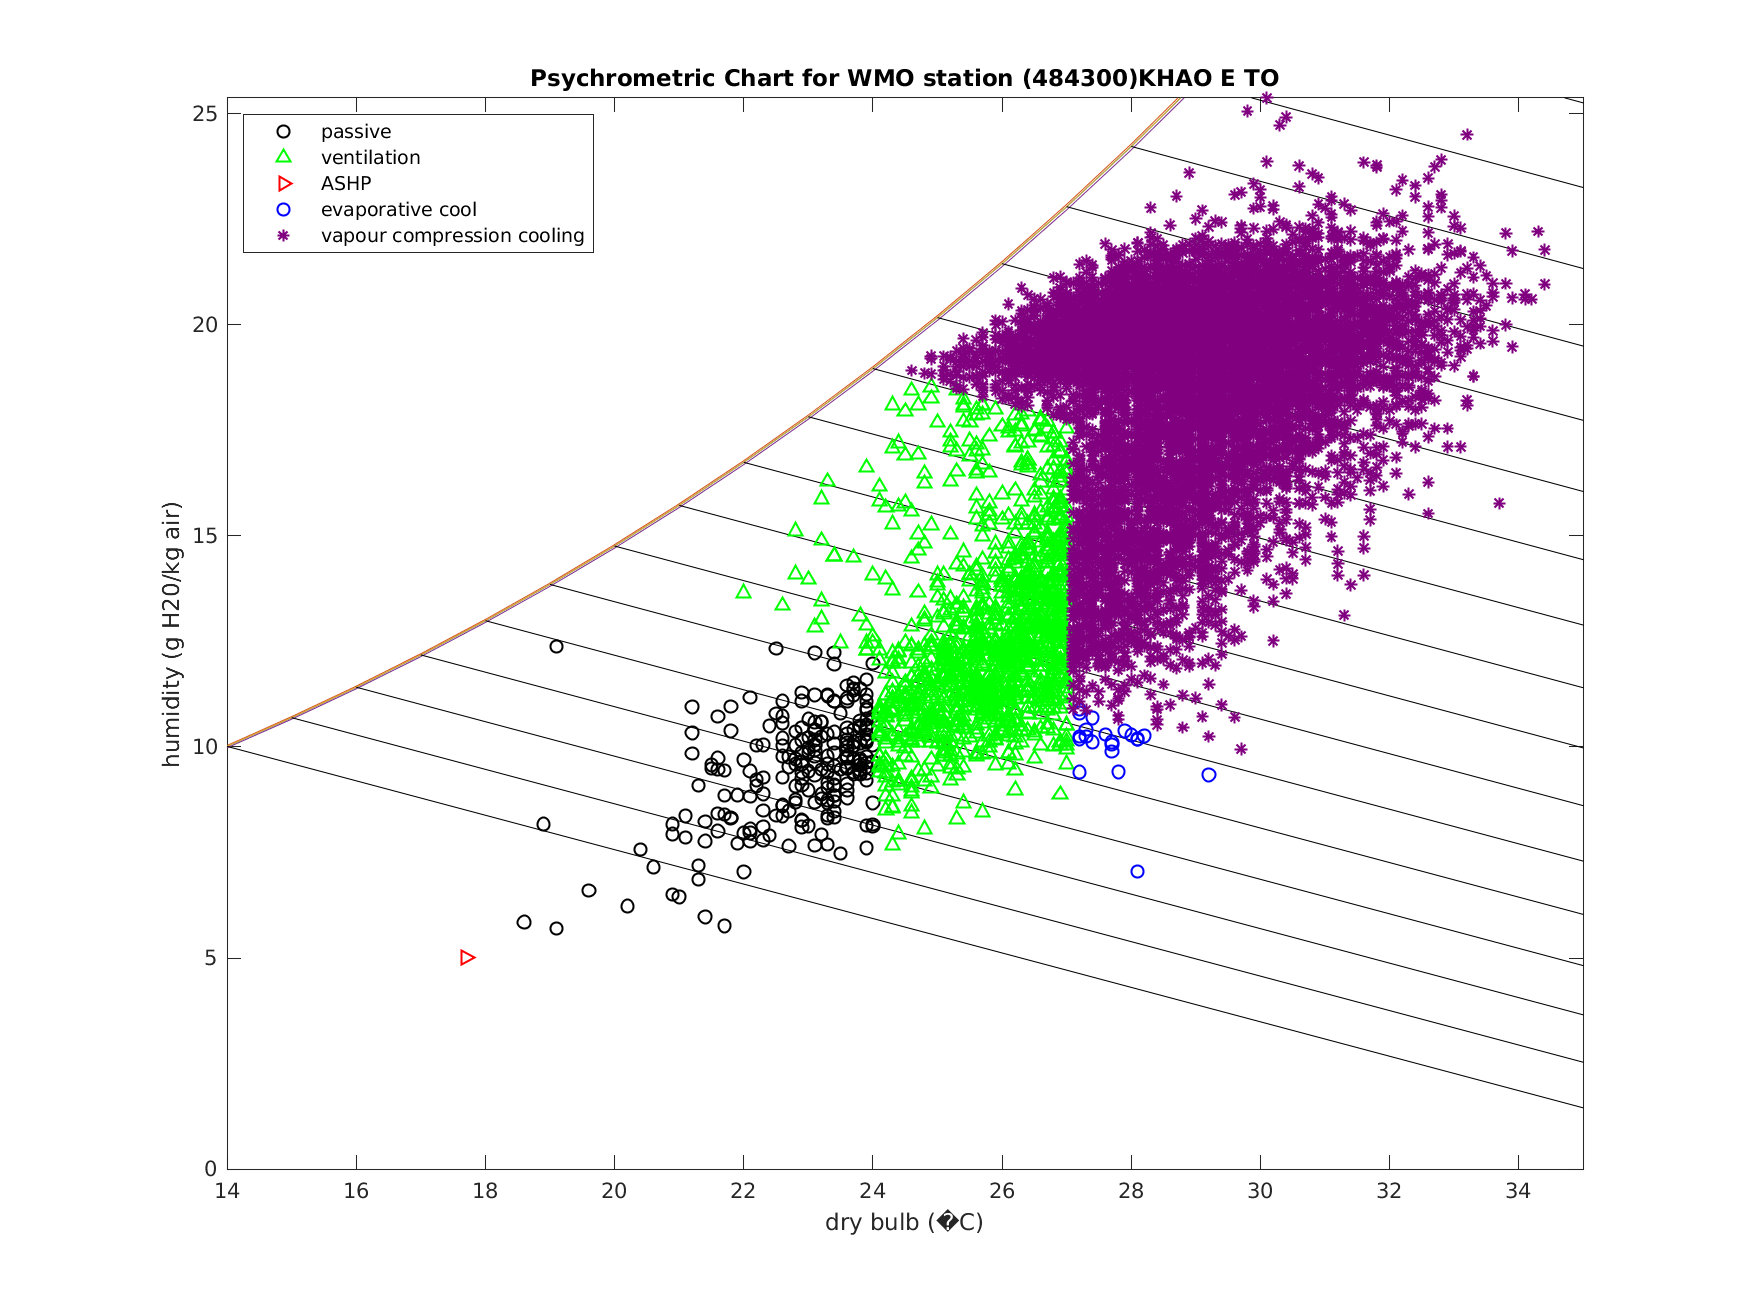 Psychrometric Chart for WMO station (484300)KHAO E TO
passive
ventilation
ASHP
evaporative cool
vapour compression cooling
humidity (g H20/kg air)
25
20
15
10
5
0
14 16 18 20 22 24 26 28 30 32 34
dry bulb (�C)